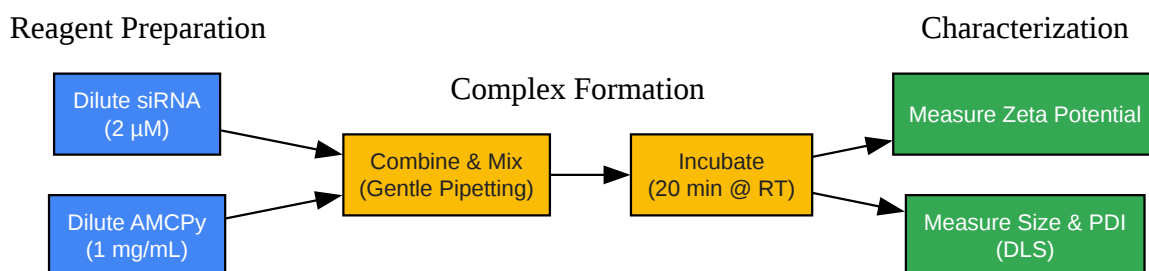 Reagent Preparation
Characterization
Complex Formation
Dilute siRNA
(2 µM)
Dilute AMCPy
(1 mg/mL)
Combine & Mix
(Gentle Pipetting)
Incubate
(20 min @ RT)
Measure Zeta Potential
Measure Size & PDI
(DLS)